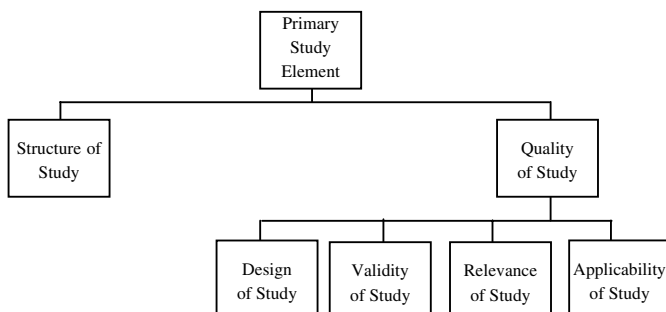 Primary
Study
Element
Structure of
Study
Quality
of Study
Design
of Study
Validity
of Study
Relevance
of Study
Applicability
of Study